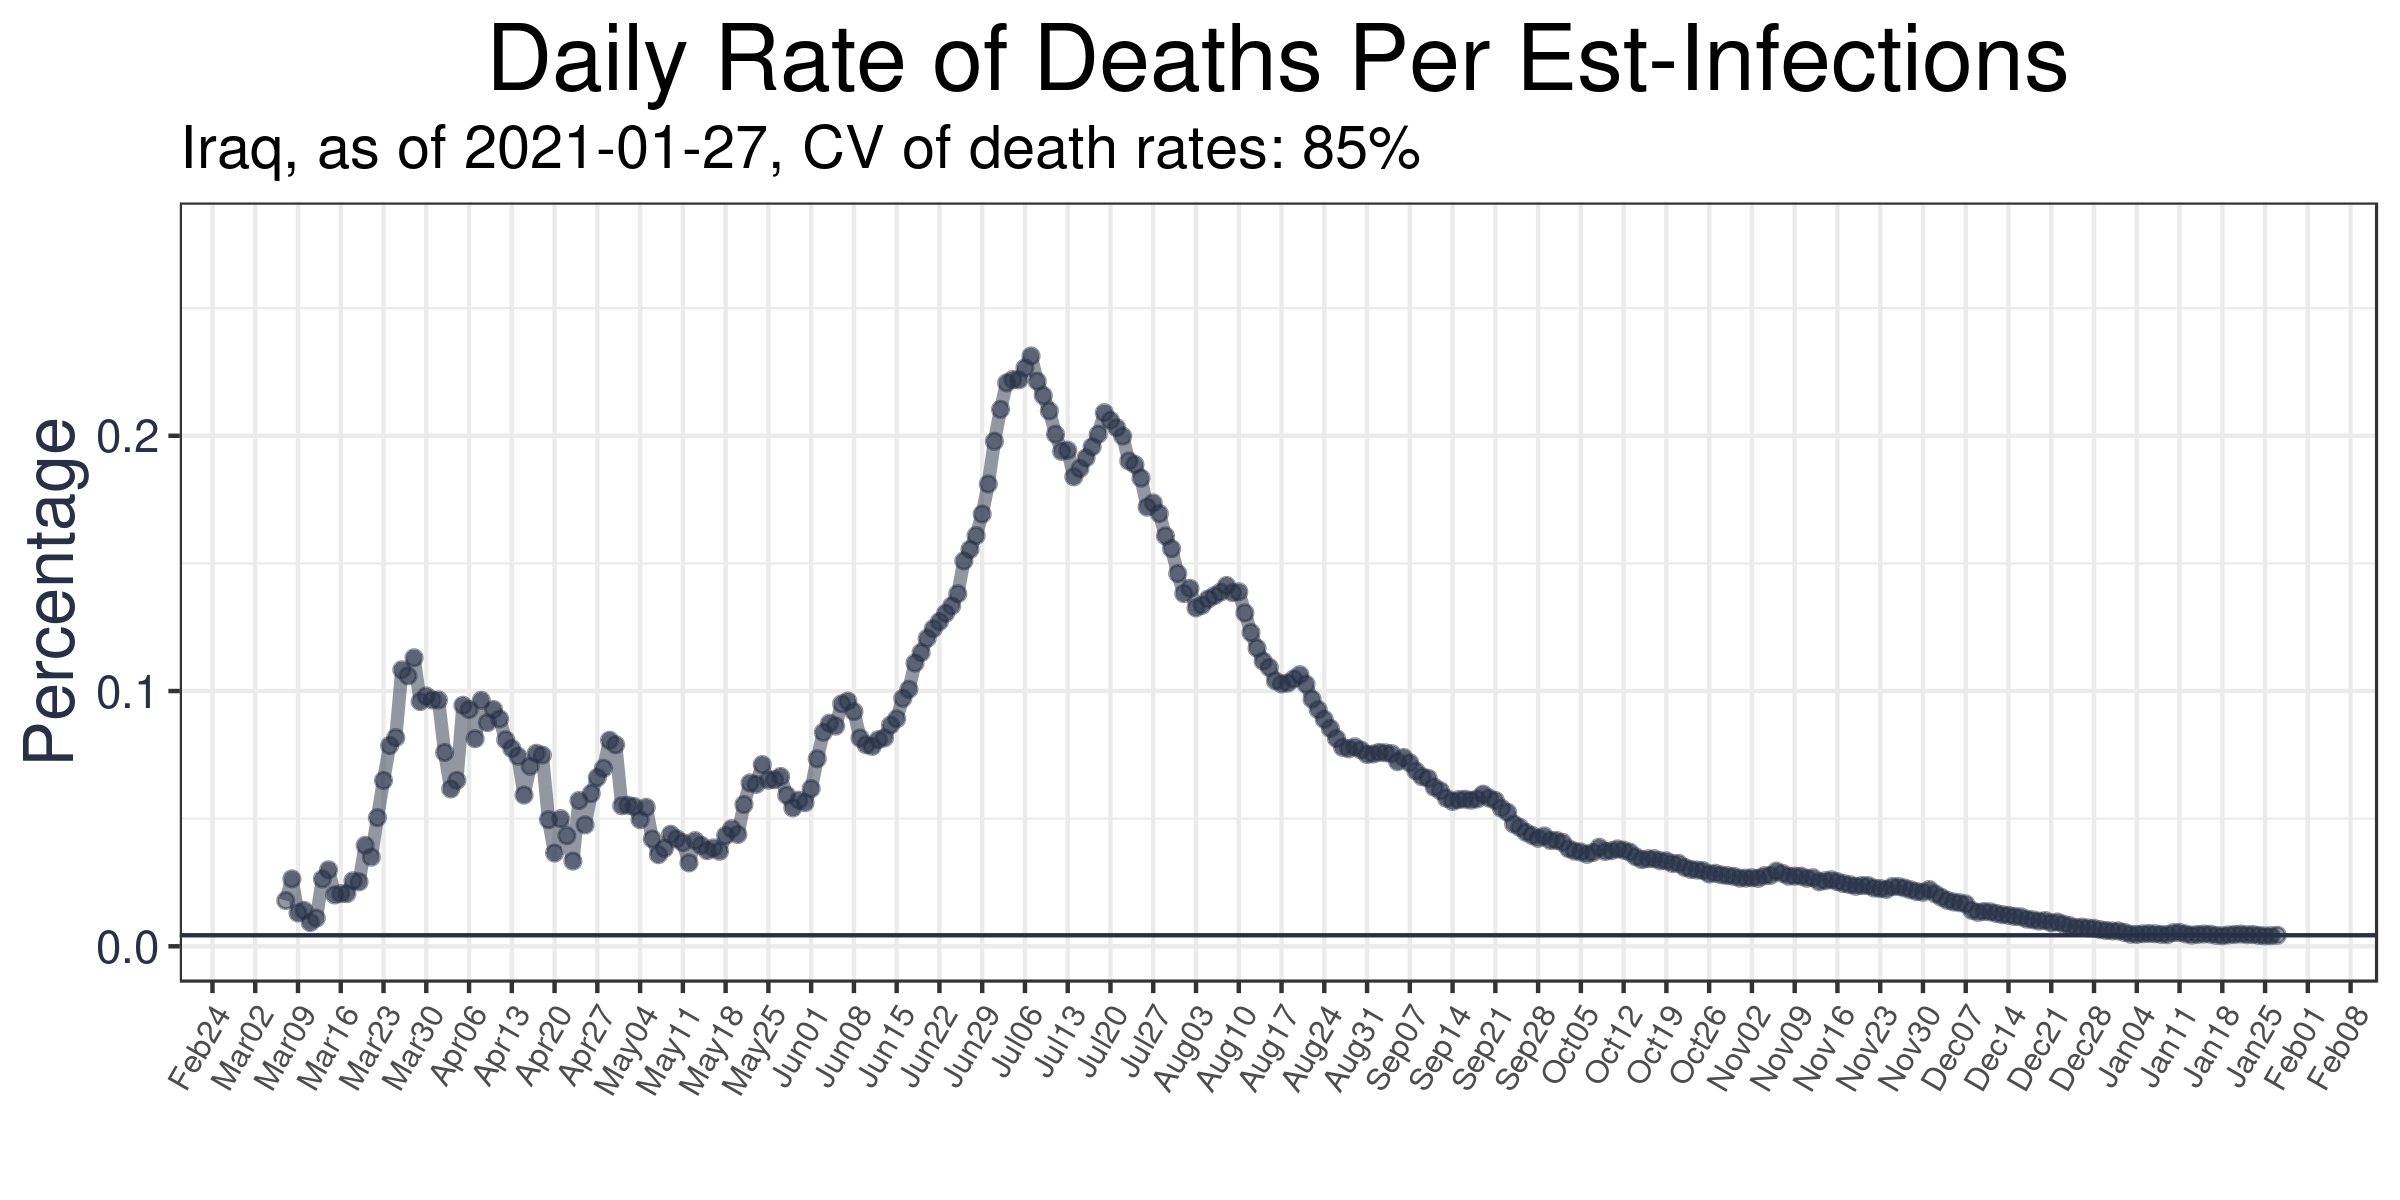 Daily Rate of Deaths Per Est-Infections
Iraq, as of 2021-01-27, CV of death rates: 85%
Percentage
0.2
0.1
0.0
Feb24
Mar02
Mar09
Mar16
Mar23
Mar30
Apr06
Apr13
Apr20
Apr27
May04
May11
May18
May25
Jun01
Jun08
Jun15
Jun22
Jun29
Jul06
Jul13
Jul20
Jul27
Aug03
Aug10
Aug17
Aug24
Aug31
Sep07
Sep14
Sep21
Sep28
Oct05
Oct12
Oct19
Oct26
Nov02
Nov09
Nov16
Nov23
Nov30
Dec07
Dec14
Dec21
Dec28
Jan04
Jan11
Jan18
Jan25
Feb01
Feb08